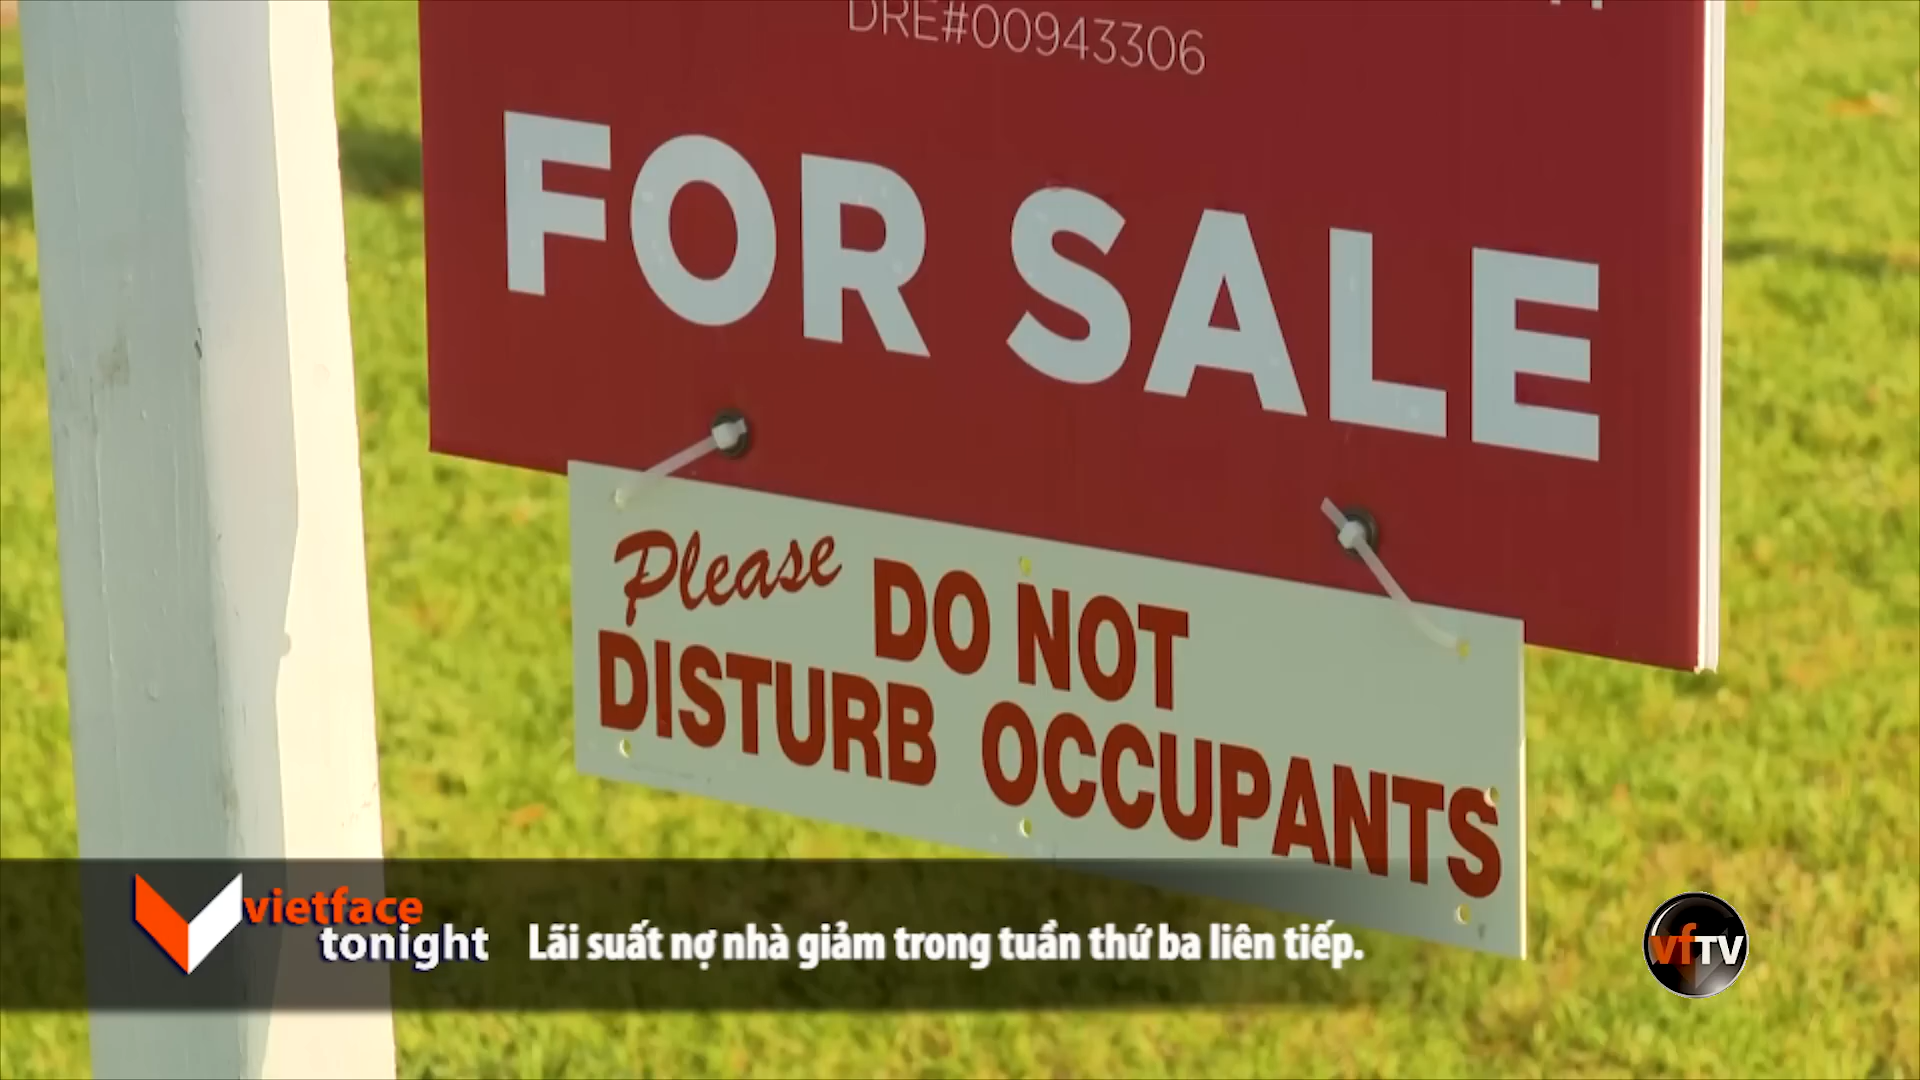 DRE#00943306
FOR SALE
Please DO NOT
DISTURB OCCUPANTS
vietface
tonight
Lãi suất nợ nhà giảm trong tuần thứ ba liên tiếp.
vfTV